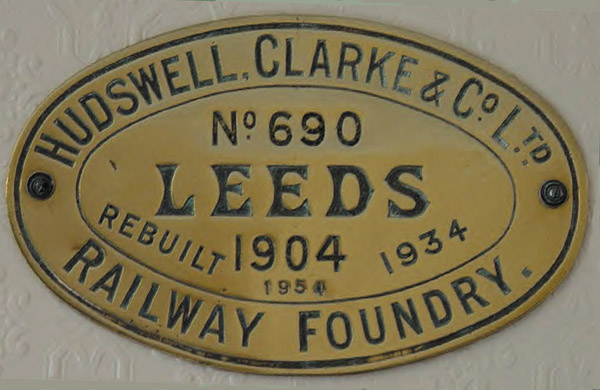 HUDSWELL, CLARKE & Co. LTD.
No. 690
LEEDS
REBUILT 1904 1934
1954
RAILWAY FOUNDRY.